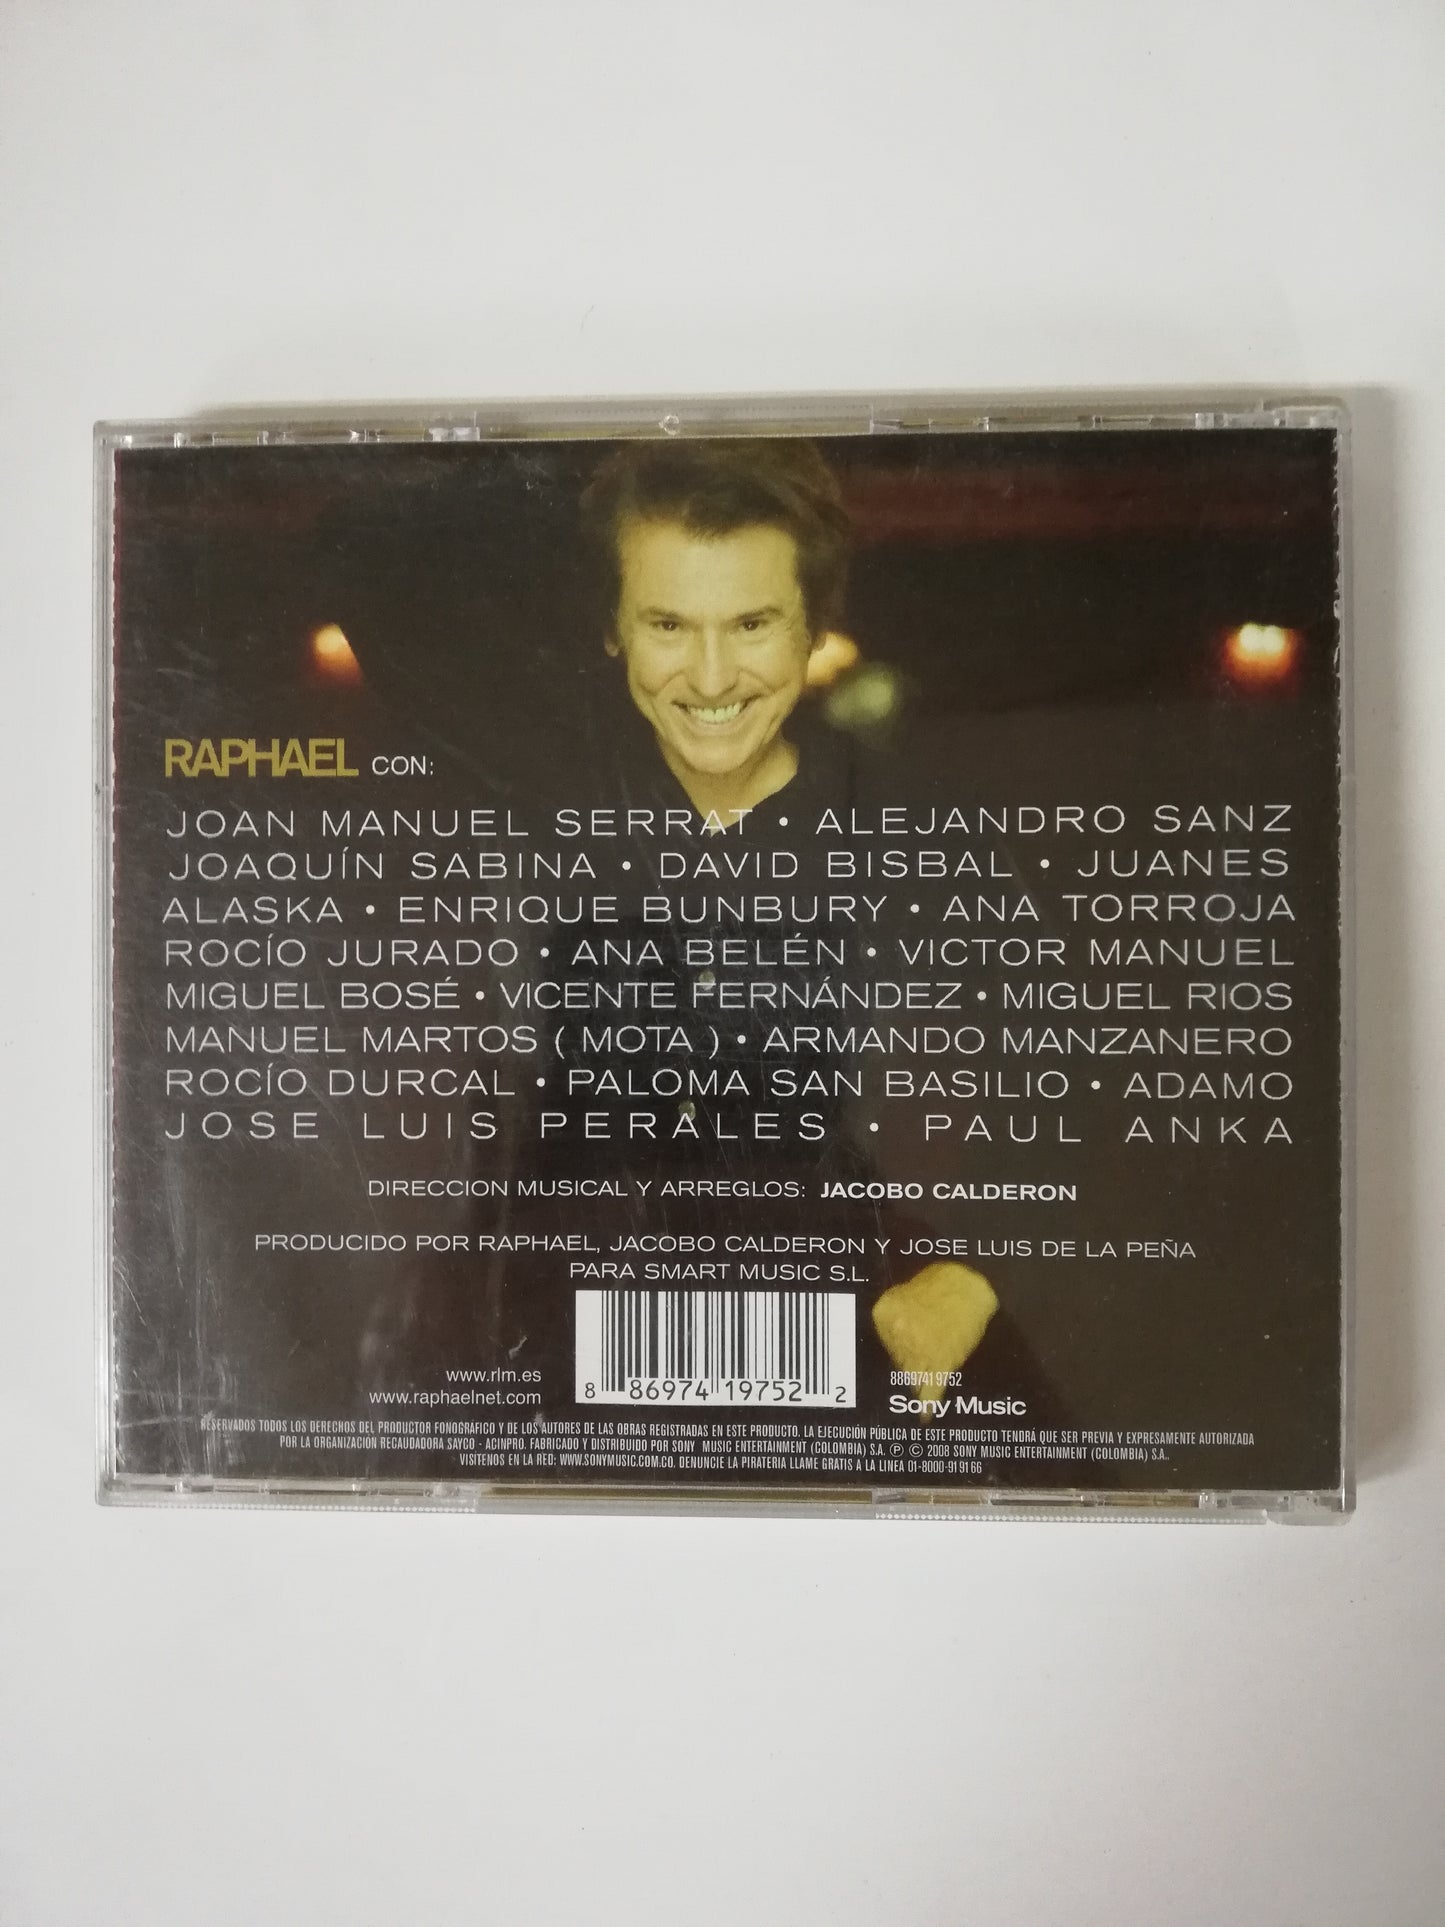 RAPHAEL CON:
JOAN MANUEL SERRAT • ALEJANDRO SANZ
JOAQUÍN SABINA • DAVID BISBAL • JUANES
ALASKA • ENRIQUE BUNBURY • ANA TORROJA
ROCÍO JURADO • ANA BELÉN • VICTOR MANUEL
MIGUEL BOSÉ • VICENTE FERNÁNDEZ • MIGUEL RIOS
MANUEL MARTOS ( MOTA ) • ARMANDO MANZANERO
ROCÍO DURCAL • PALOMA SAN BASILIO • ADAMO
JOSE LUIS PERALES • PAUL ANKA
DIRECCION MUSICAL Y ARREGLOS: JACOBO CALDERON
PRODUCIDO POR RAPHAEL, JACOBO CALDERON Y JOSE LUIS DE LA PEÑA
PARA SMART MUSIC S.L.
www.rlm.es
www.raphaelnet.com
8 86974 19752 2
88697419752
Sony Music
RESERVADOS TODOS LOS DERECHOS DEL PRODUCTOR FONOGRÁFICO Y DE LOS AUTORES DE LAS OBRAS REGISTRADAS EN ESTE PRODUCTO. LA EJECUCIÓN PÚBLICA DE ESTE PRODUCTO TENDRÁ QUE SER PREVIA Y EXPRESAMENTE AUTORIZADA
POR LA ORGANIZACIÓN RECAUDADORA SAYCO - ACINPRO. FABRICADO Y DISTRIBUIDO POR SONY MUSIC ENTERTAINMENT (COLOMBIA) S.A. Ⓟ © 2008 SONY MUSIC ENTERTAINMENT (COLOMBIA) S.A..
VISITENOS EN LA RED: WWW.SONYMUSIC.COM.CO. DENUNCIE LA PIRATERIA LLAME GRATIS A LA LINEA 01-8000-91 91 66